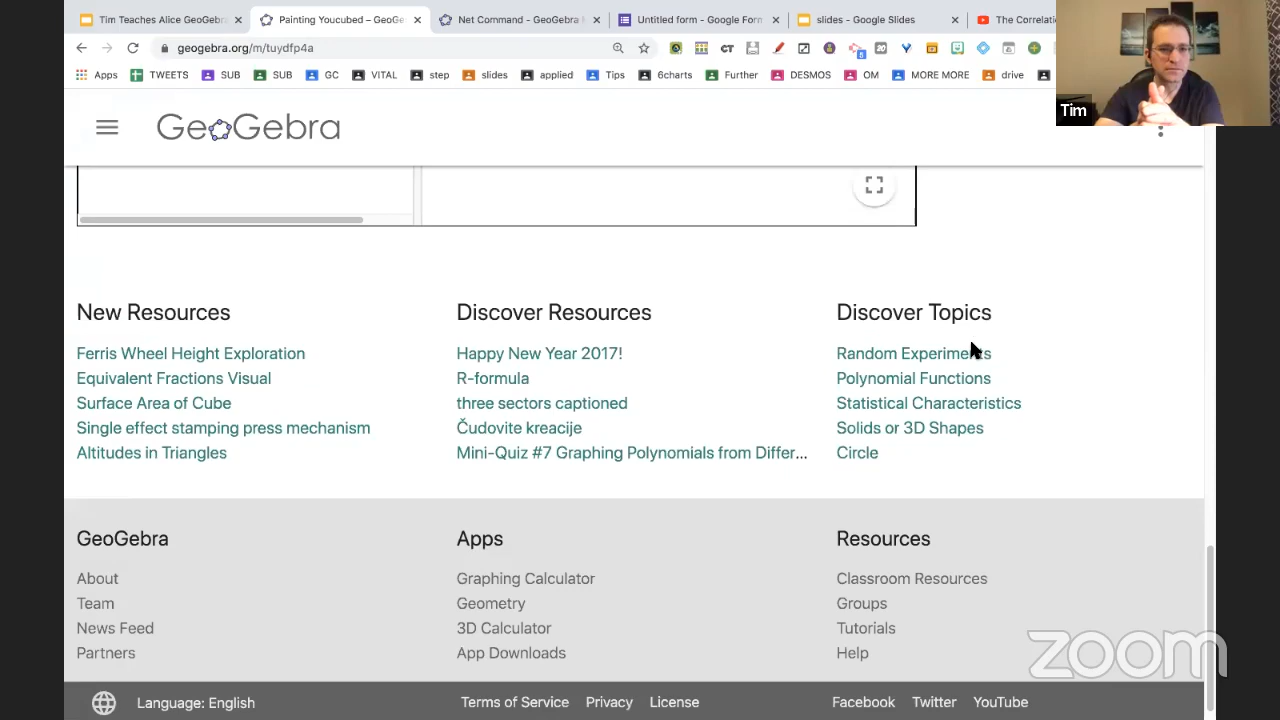 Tim Teaches Alice GeoGebra
Painting Youcubed – GeoGe
Net Command - GeoGebra
Untitled form - Google Form
slides - Google Slides
The Correlati
geogebra.org/m/tuydfp4a
CT
20
8
Apps
TWEETS
SUB
SUB
GC
VITAL
step
slides
applied
Tips
6charts
Further
DESMOS
OM
MORE MORE
drive
Tim
GeoGebra
New Resources
Ferris Wheel Height Exploration
Equivalent Fractions Visual
Surface Area of Cube
Single effect stamping press mechanism
Altitudes in Triangles
Discover Resources
Happy New Year 2017!
R-formula
three sectors captioned
Čudovite kreacije
Mini-Quiz #7 Graphing Polynomials from Differ...
Discover Topics
Random Experiments
Polynomial Functions
Statistical Characteristics
Solids or 3D Shapes
Circle
GeoGebra
About
Team
News Feed
Partners
Apps
Graphing Calculator
Geometry
3D Calculator
App Downloads
Resources
Classroom Resources
Groups
Tutorials
Help
zoom
Language: English
Terms of Service
Privacy
License
Facebook
Twitter
YouTube